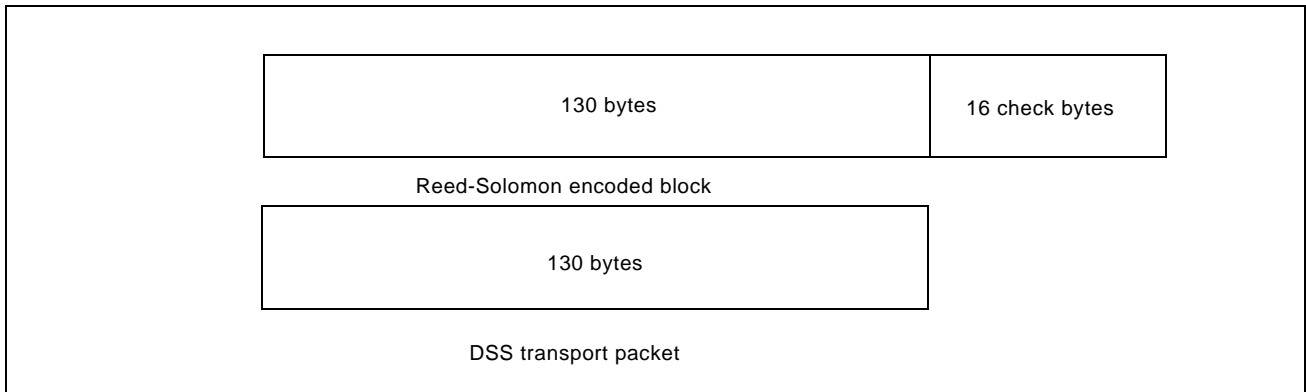 130 bytes
16 check bytes
Reed-Solomon encoded block
130 bytes
DSS transport packet